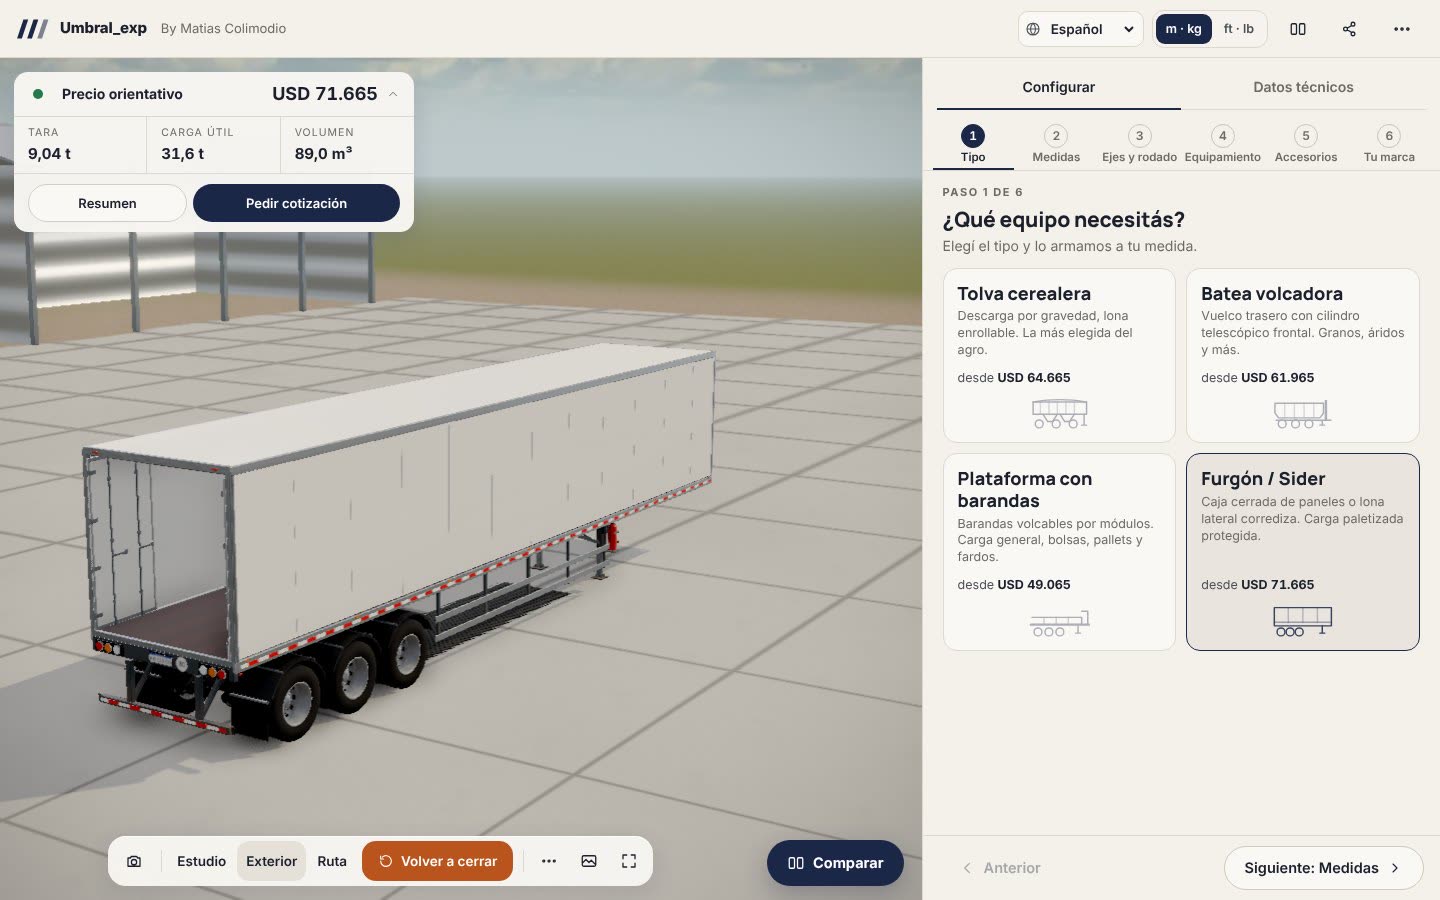 Umbral_exp By Matias Colimodio
Español
m · kg ft · lb
Precio orientativo USD 71.665
TARA CARGA ÚTIL VOLUMEN
9,04 t 31,6 t 89,0 m³
Resumen Pedir cotización
Configurar Datos técnicos
1 2 3 4 5 6
Tipo Medidas Ejes y rodado Equipamiento Accesorios Tu marca
PASO 1 DE 6
¿Qué equipo necesitás?
Elegí el tipo y lo armamos a tu medida.
Tolva cerealera
Descarga por gravedad, lona
enrollable. La más elegida del
agro.
desde USD 64.665
Batea volcadora
Vuelco trasero con cilindro
telescópico frontal. Granos, áridos
y más.
desde USD 61.965
Plataforma con
barandas
Barandas volcables por módulos.
Carga general, bolsas, pallets y
fardos.
desde USD 49.065
Furgón / Sider
Caja cerrada de paneles o lona
lateral corrediza. Carga paletizada
protegida.
desde USD 71.665
Estudio Exterior Ruta Volver a cerrar
Comparar
Anterior Siguiente: Medidas